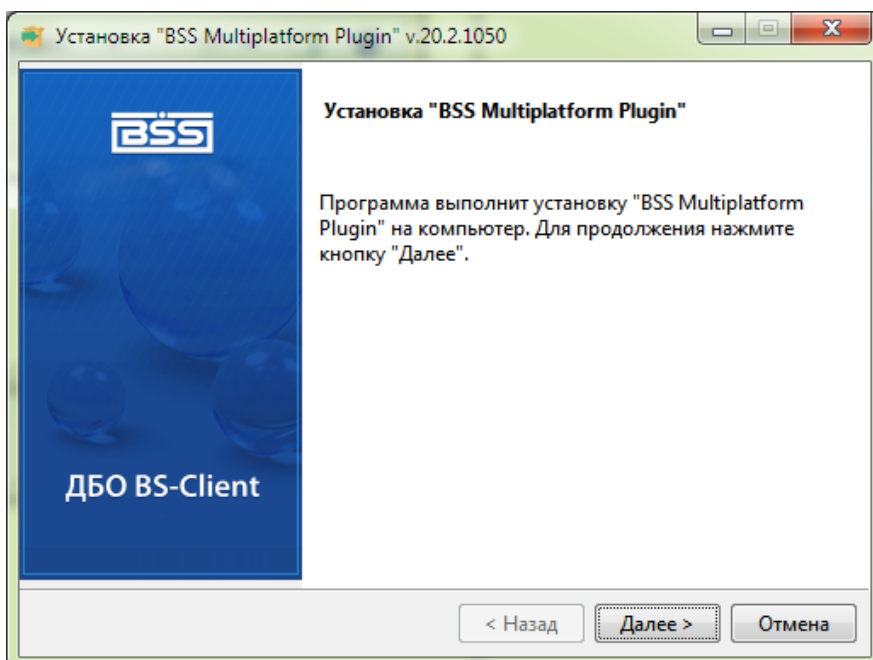 Установка "BSS Multiplatform Plugin" v.20.2.1050
BSS
Установка "BSS Multiplatform Plugin"
Программа выполнит установку "BSS Multiplatform
Plugin" на компьютер. Для продолжения нажмите
кнопку "Далее".
ДБО BS-Client
< Назад
Далее >
Отмена